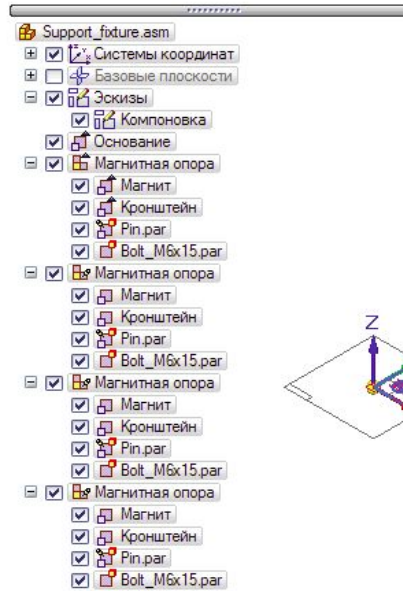 Support_fixture.asm
Системы координат
Базовые плоскости
Эскизы
Компоновка
Основание
Магнитная опора
Магнит
Кронштейн
Pin.par
Bolt_M6x15.par
Магнитная опора
Магнит
Кронштейн
Pin.par
Bolt_M6x15.par
Магнитная опора
Магнит
Кронштейн
Pin.par
Bolt_M6x15.par
Магнитная опора
Магнит
Кронштейн
Pin.par
Bolt_M6x15.par
Z